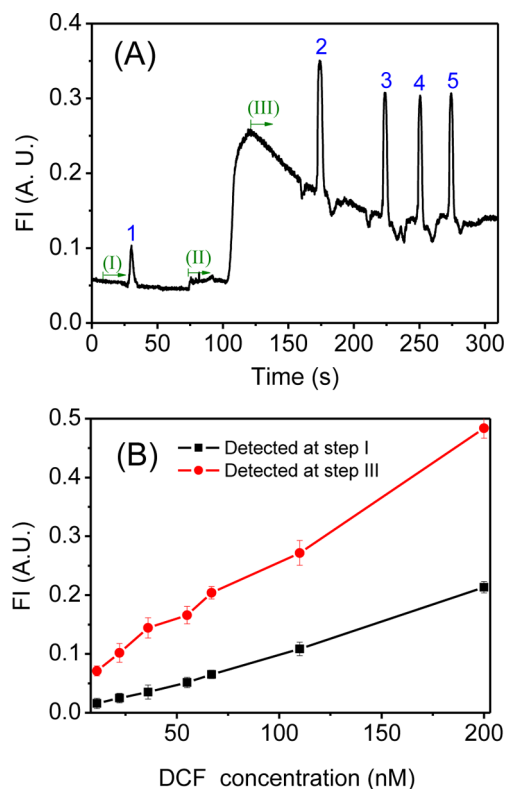 (A)
FI (A. U.)
0.4
0.3
0.2
0.1
0.0
(I)
1
(II)
(III)
2
3
4
5
0
50
100
150
200
250
300
Time (s)
(B)
FI (A.U.)
0.5
0.4
0.3
0.2
0.1
0.0
Detected at step I
Detected at step III
50
100
150
200
DCF concentration (nM)